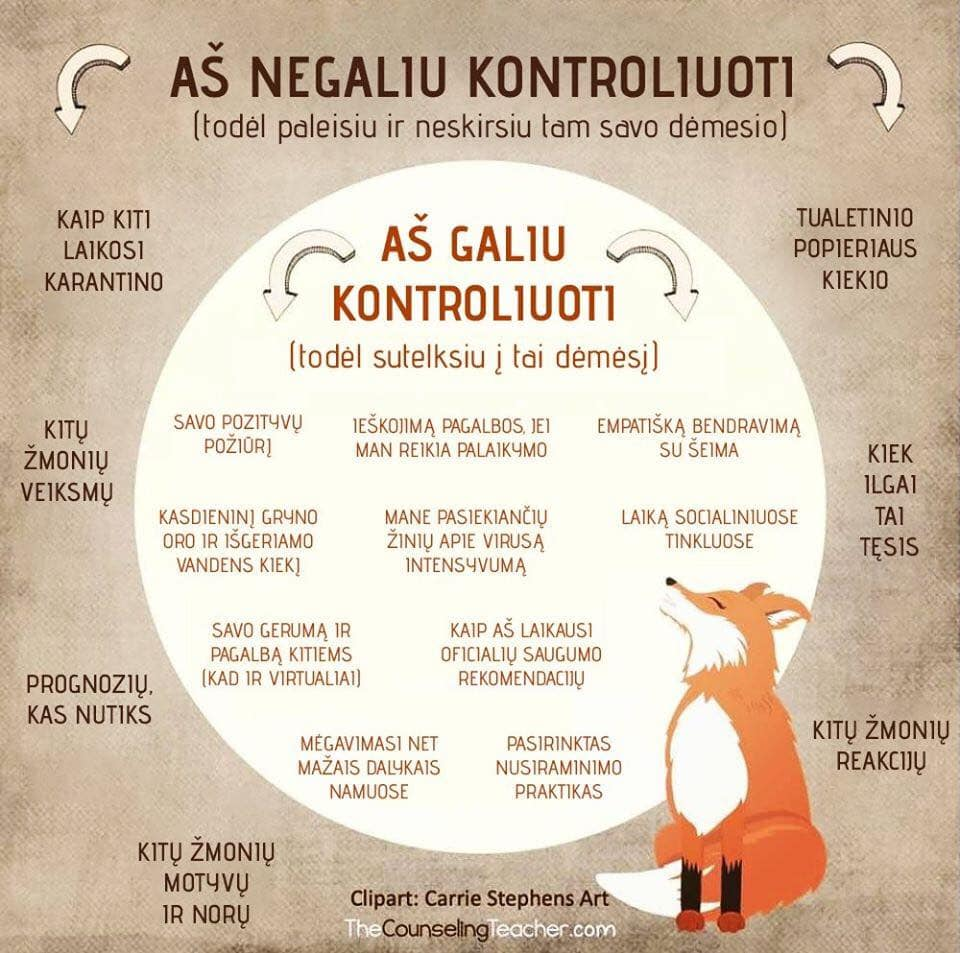 AŠ NEGALIU KONTROLIUOTI
(todėl paleisiu ir neskirsiu tam savo dėmesio)
KAIP KITI
LAIKOSI
KARANTINO
TUALETINIO
POPIERIAUS
KIEKIO
AŠ GALIU
KONTROLIUOTI
(todėl sutelksiu į tai dėmėsį)
SAVO POZITYVŲ
POŽIŪRĮ
IEŠKOJIMĄ PAGALBOS, JEI
MAN REIKIA PALAIKYMO
EMPATIŠKĄ BENDRAVIMĄ
SU ŠEIMA
KITŲ
ŽMONIŲ
VEIKSMŲ
KIEK
ILGAI
TAI
TĘSIS
KASDIENINĮ GRYNO
ORO IR IŠGERIAMO
VANDENS KIEKĮ
MANE PASIEKIANČIŲ
ŽINIŲ APIE VIRUSĄ
INTENSYVUMĄ
LAIKĄ SOCIALINIUOSE
TINKLUOSE
SAVO GERUMĄ IR
PAGALBĄ KITIEMS
(KAD IR VIRTUALIAI)
KAIP AŠ LAIKAUSI
OFICIALIŲ SAUGUMO
REKOMENDACIJŲ
PROGNOZIŲ,
KAS NUTIKS
KITŲ ŽMONIŲ
REAKCIJŲ
MĖGAVIMASI NET
MAŽAIS DALYKAIS
NAMUOSE
PASIRINKTAS
NUSIRAMINIMO
PRAKTIKAS
KITŲ ŽMONIŲ
MOTYVŲ
IR NORŲ
Clipart: Carrie Stephens Art
TheCounselingTeacher.com